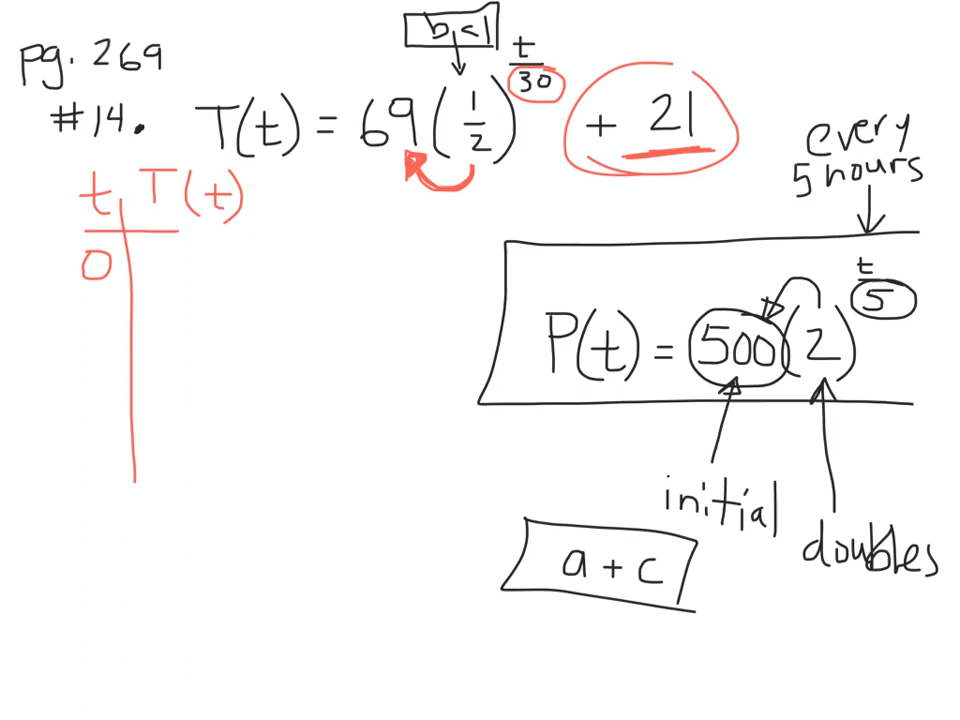 pg. 269
b<1
#14. T(t) = 69(1/2)^(t/30) + 21
every
5 hours
t T(t)
0
P(t) = 500(2)^(t/5)
initial
doubles
a + c